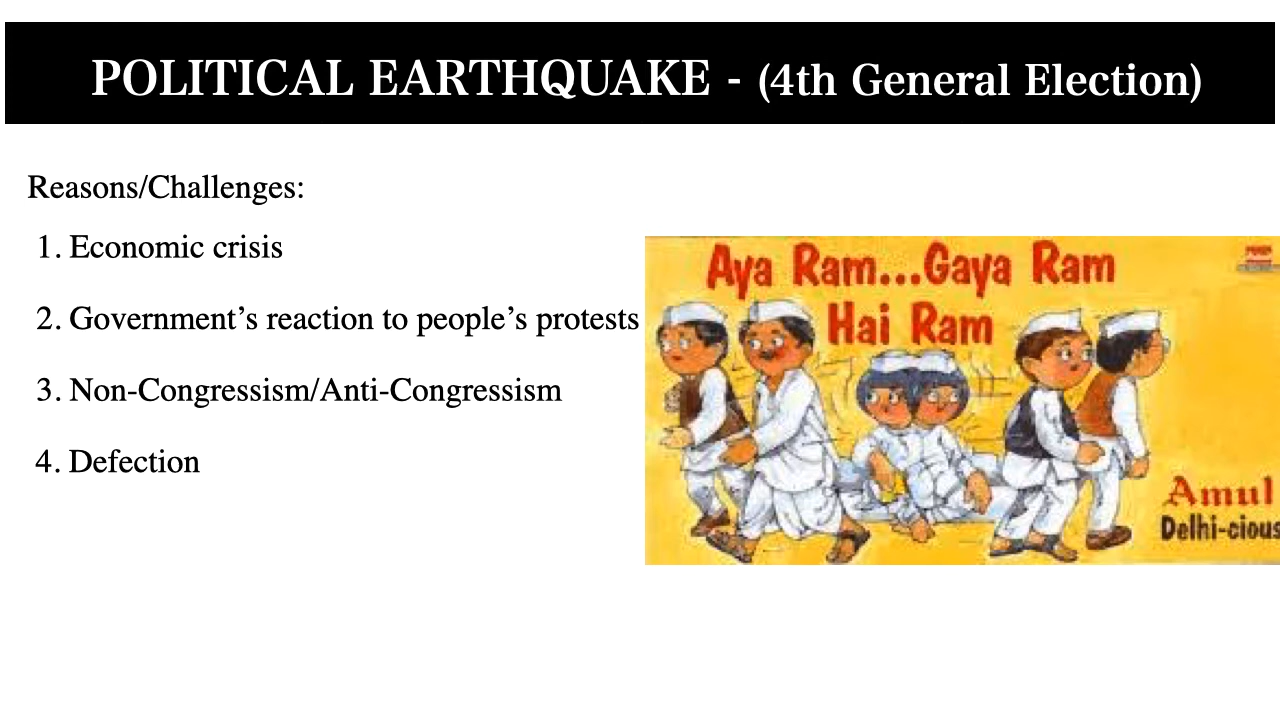 POLITICAL EARTHQUAKE - (4th General Election)
Reasons/Challenges:
1. Economic crisis
2. Government’s reaction to people’s protests
3. Non-Congressism/Anti-Congressism
4. Defection
Aya Ram...Gaya Ram
Hai Ram
Amul
Delhi-cious